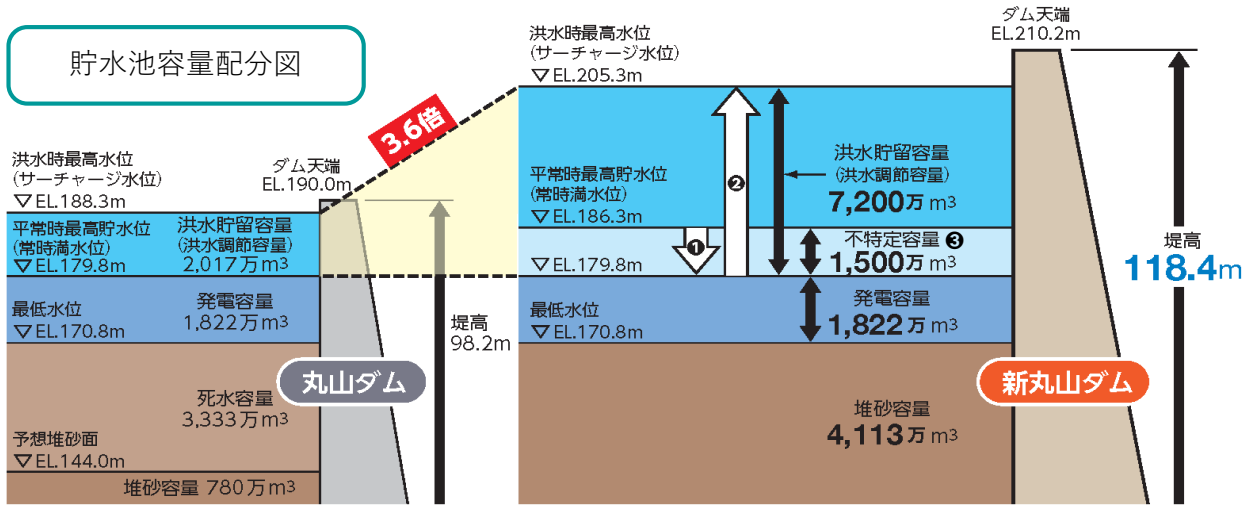 貯水池容量配分図
洪水時最高水位
(サーチャージ水位)
▽EL.188.3m
平常時最高貯水位
(常時満水位)
▽EL.179.8m
洪水貯留容量
(洪水調節容量)
2,017万m3
最低水位
▽EL.170.8m
発電容量
1,822万m3
死水容量
3,333万m3
予想堆砂面
▽EL.144.0m
堆砂容量 780万m3
ダム天端
EL.190.0m
丸山ダム
堤高
98.2m
3.6倍
洪水時最高水位
(サーチャージ水位)
▽EL.205.3m
平常時最高貯水位
(常時満水位)
▽EL.186.3m
▽EL.179.8m
最低水位
▽EL.170.8m
❶
❷
洪水貯留容量
(洪水調節容量)
7,200万m3
不特定容量 ❸
1,500万m3
発電容量
1,822万m3
堆砂容量
4,113万m3
ダム天端
EL.210.2m
新丸山ダム
堤高
118.4m